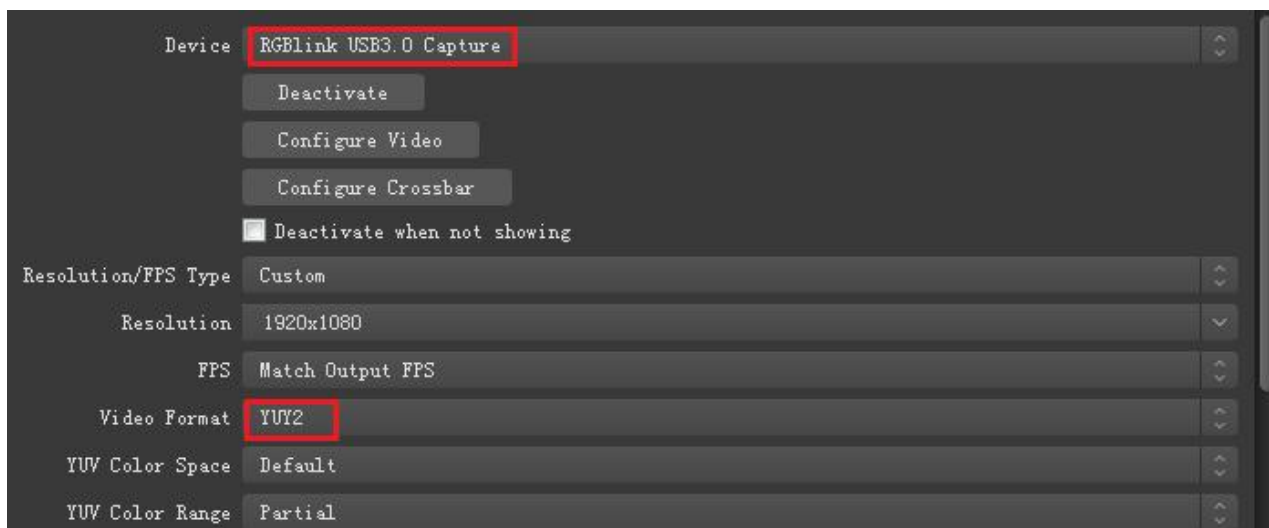 Device RGBlink USB3.0 Capture
Deactivate
Configure Video
Configure Crossbar
Deactivate when not showing
Resolution/FPS Type Custom
Resolution 1920x1080
FPS Match Output FPS
Video Format YUY2
YUV Color Space Default
YUV Color Range Partial